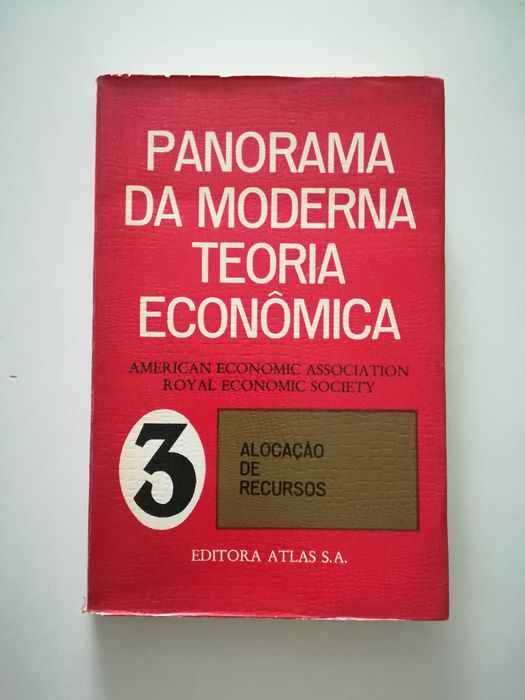 PANORAMA
DA MODERNA
TEORIA
ECONÔMICA
AMERICAN ECONOMIC ASSOCIATION
ROYAL ECONOMIC SOCIETY
3
ALOCAÇÃO
DE
RECURSOS
EDITORA ATLAS S.A.